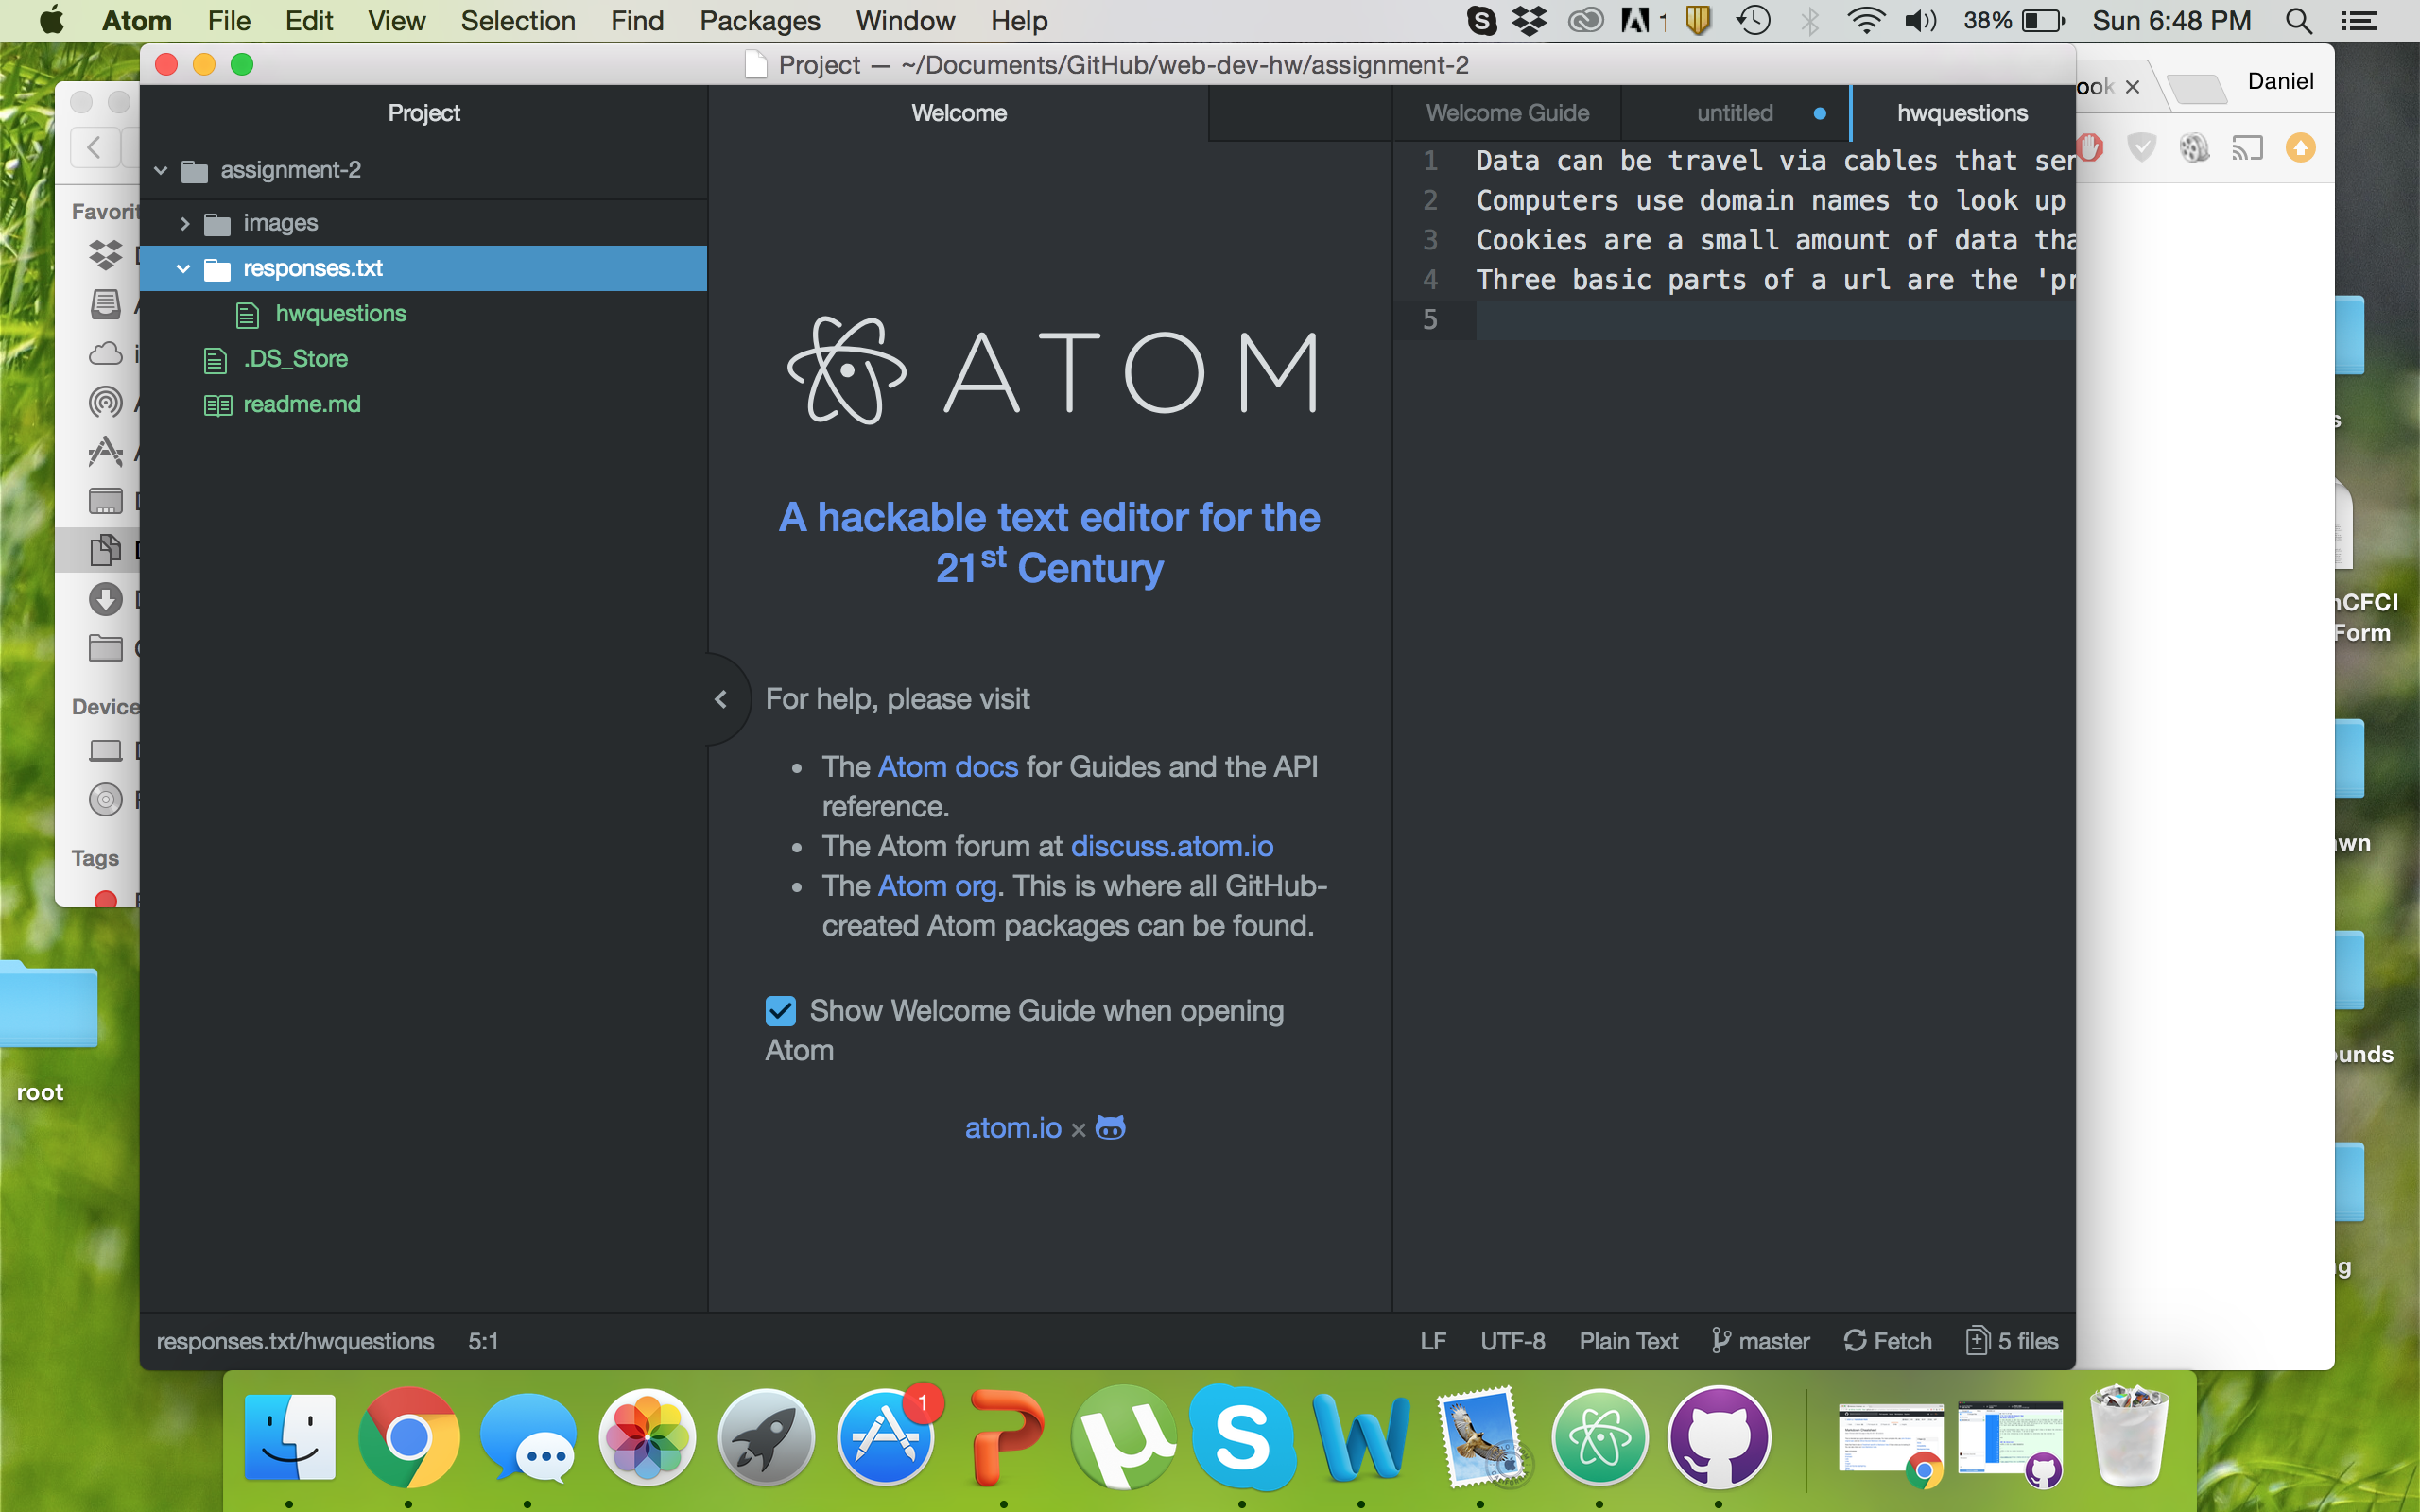 Atom File Edit View Selection Find Packages Window Help
1
38%
Sun 6:48 PM
Project — ~/Documents/GitHub/web-dev-hw/assignment-2
Daniel
Project
Welcome
Welcome Guide
untitled
hwquestions
assignment-2
images
responses.txt
hwquestions
.DS_Store
readme.md
1 Data can be travel via cables that ser
2 Computers use domain names to look up
3 Cookies are a small amount of data tha
4 Three basic parts of a url are the 'pr
5
ATOM
A hackable text editor for the
21st Century
For help, please visit
• The Atom docs for Guides and the API
reference.
• The Atom forum at discuss.atom.io
• The Atom org. This is where all GitHub-
created Atom packages can be found.
Show Welcome Guide when opening
Atom
atom.io ×
Favorit
Device
Tags
root
Form
responses.txt/hwquestions 5:1
LF UTF-8 Plain Text master Fetch 5 files
1